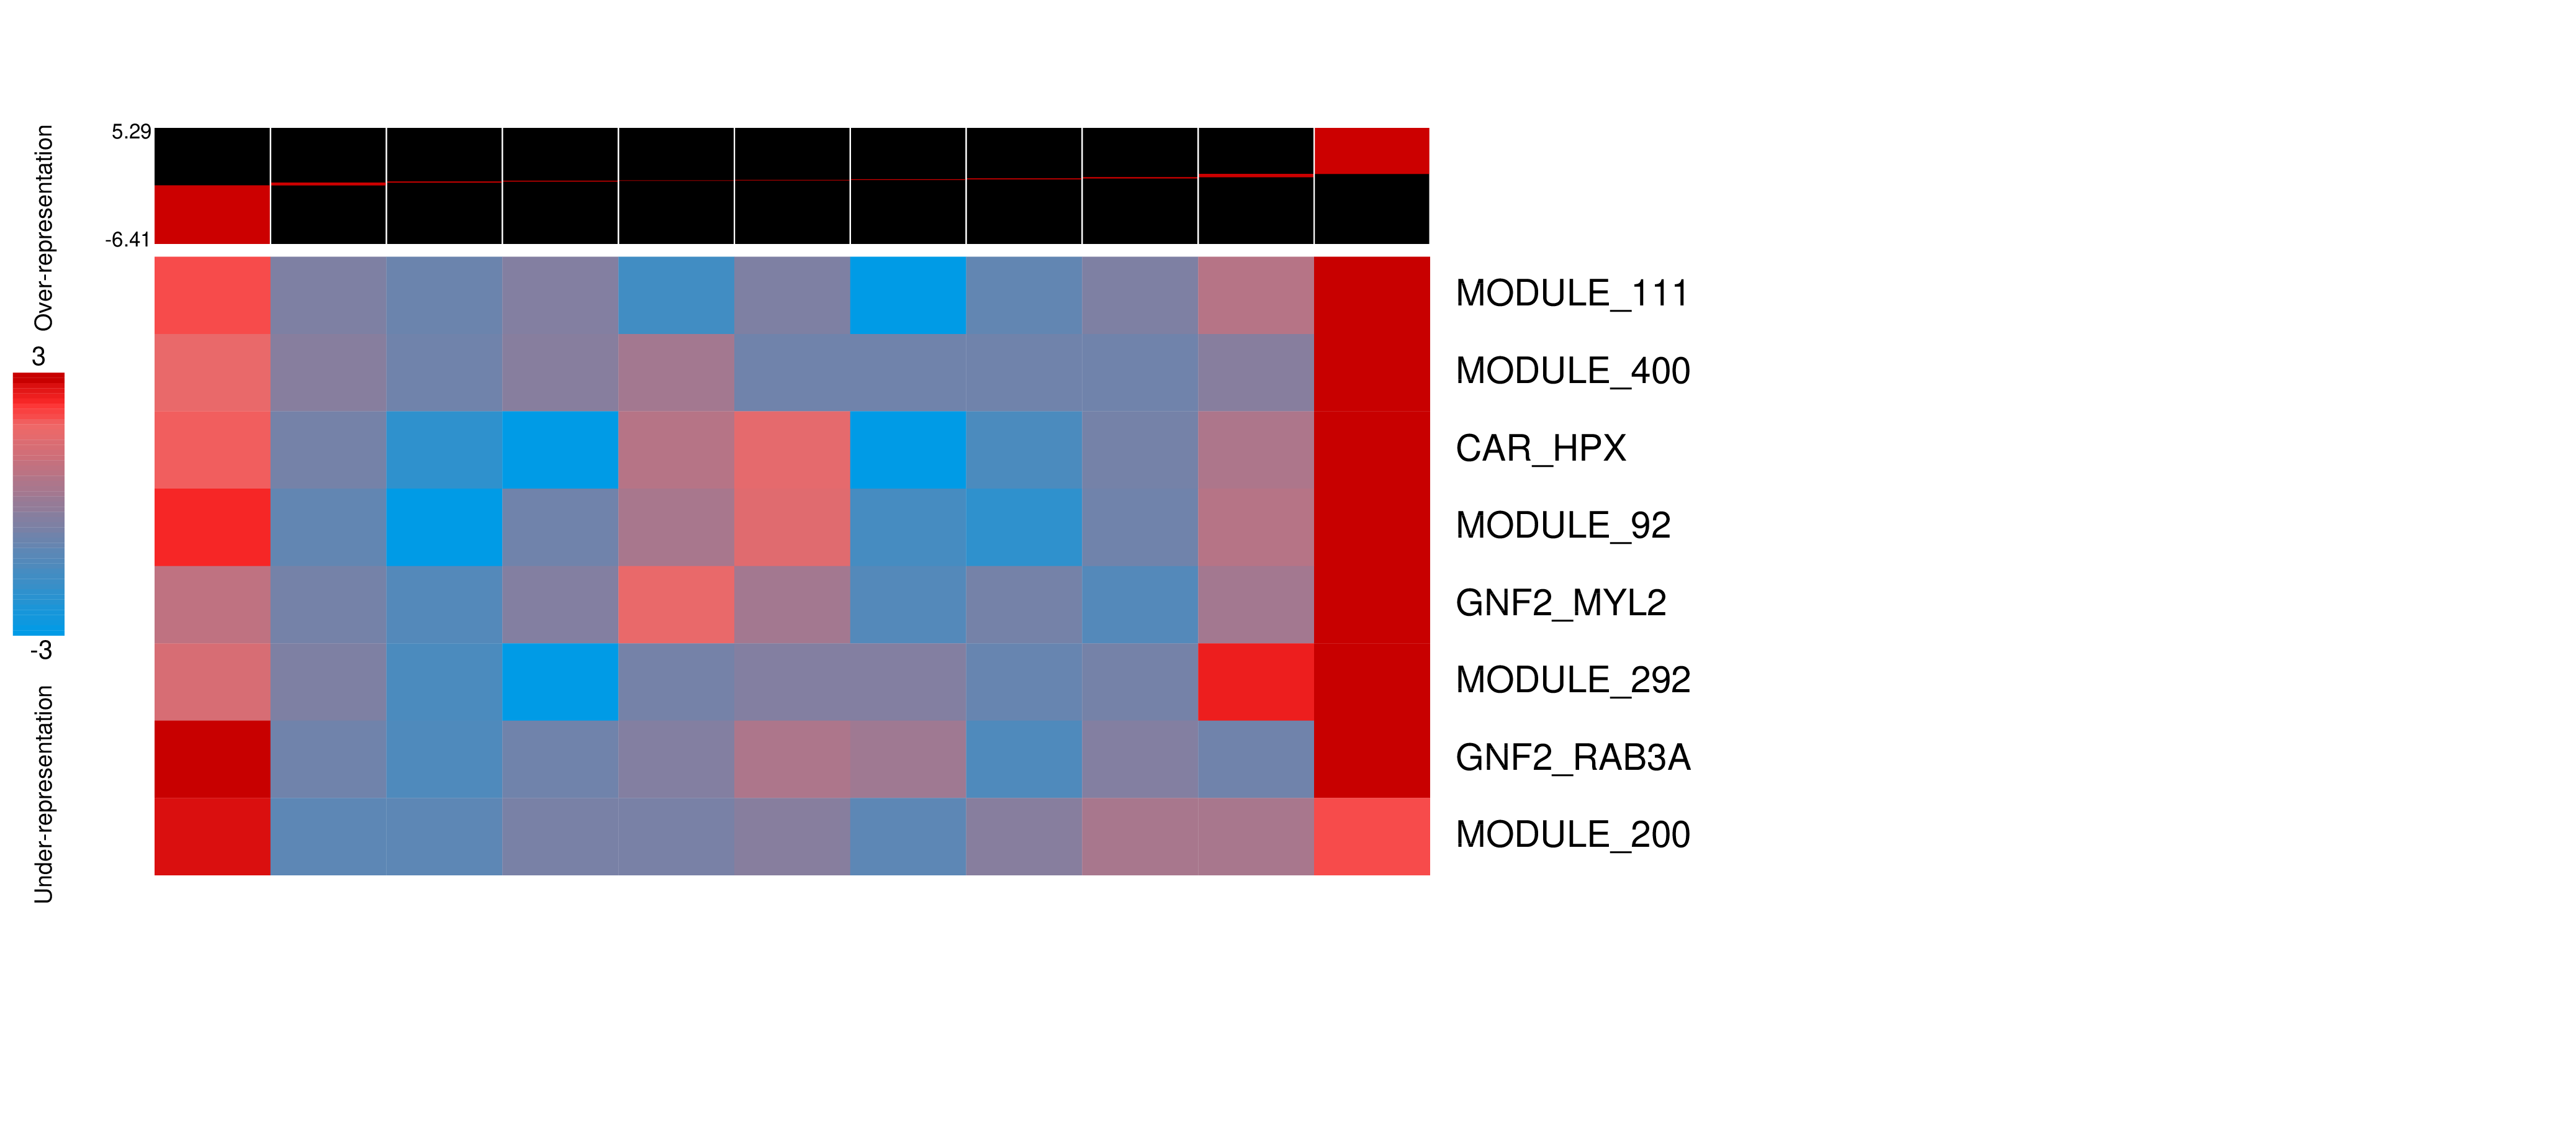 Over-representation
5.29
-6.41
3
-3
Under-representation
MODULE_111
MODULE_400
CAR_HPX
MODULE_92
GNF2_MYL2
MODULE_292
GNF2_RAB3A
MODULE_200